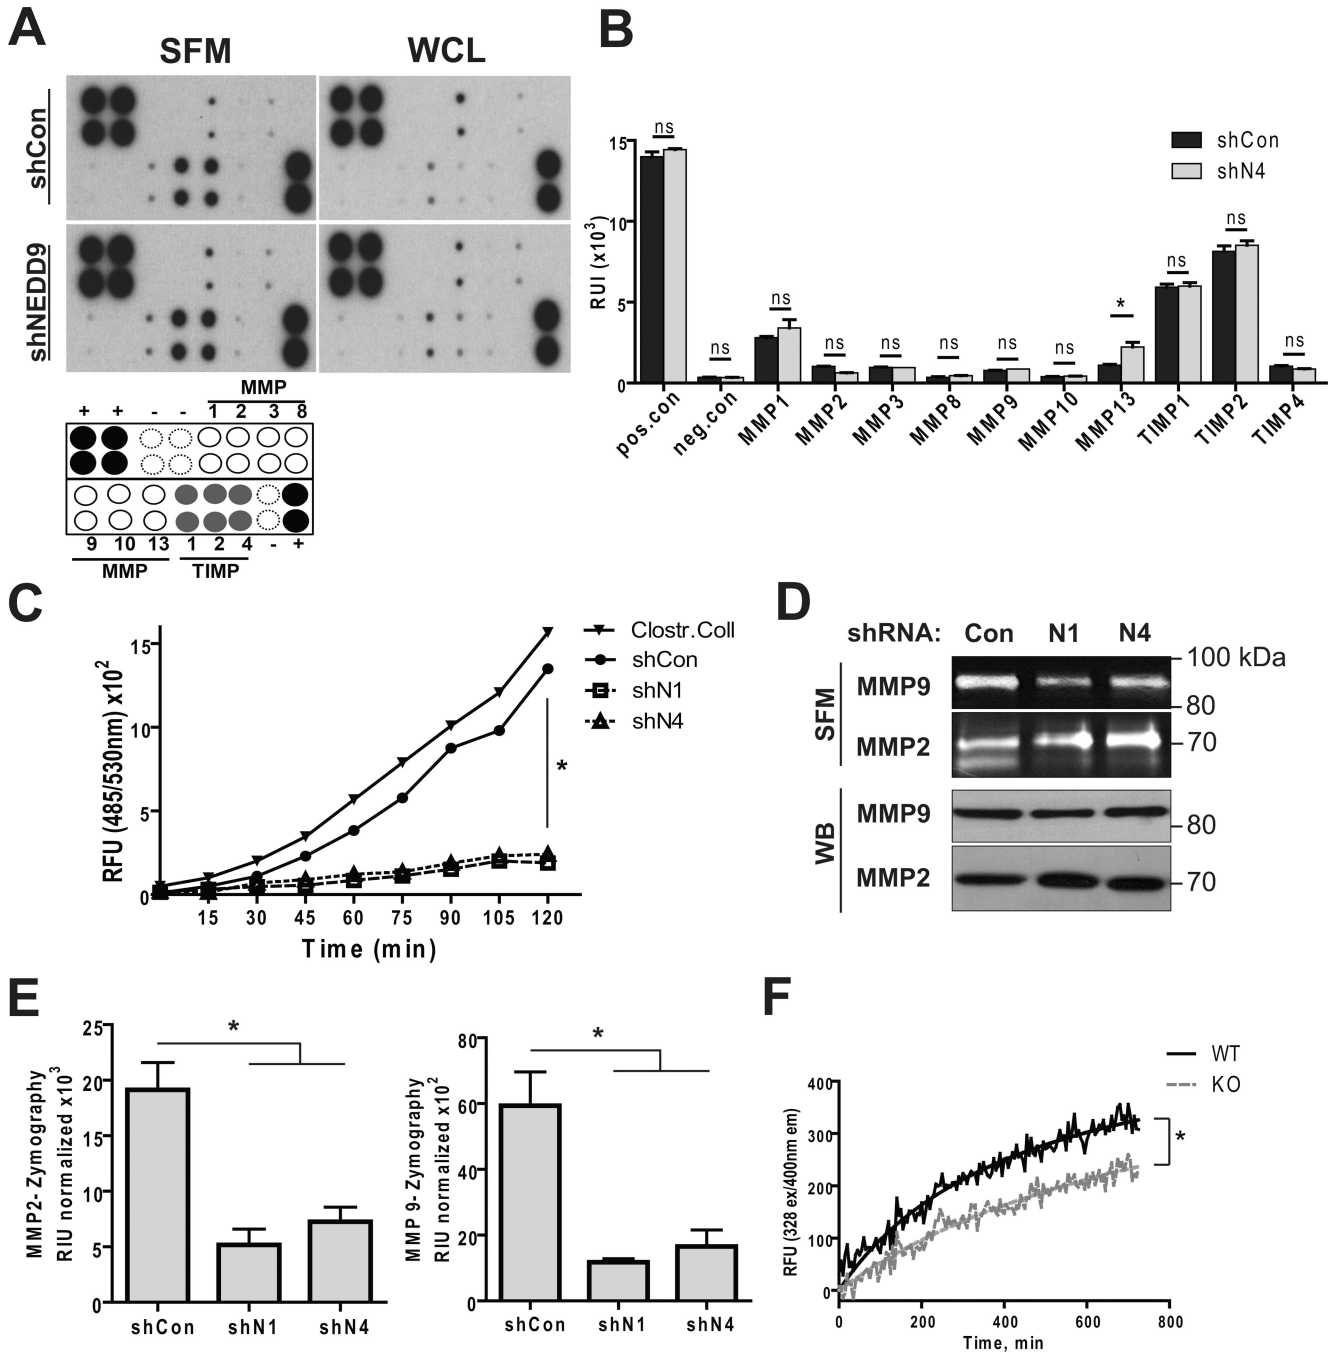 A
SFM WCL
shCon
shNEDD9
MMP
+ + - - 1 2 3 8
9 10 13 1 2 4 - +
MMP TIMP
B
shCon
shN4
RUI (x10³)
15
10
5
0
ns ns ns ns ns ns ns ns * ns ns ns
pos.con neg.con MMP1 MMP2 MMP3 MMP8 MMP9 MMP10 MMP13 TIMP1 TIMP2 TIMP4
C
Clostr.Coll
shCon
shN1
shN4
RFU (485/530nm) x10²
15
10
5
0
*
15 30 45 60 75 90 105 120
Time (min)
D
shRNA: Con N1 N4
SFM
MMP9
100 kDa
80
MMP2
70
WB
MMP9
80
MMP2
70
E
MMP2- Zymography
RIU normalized x10³
25
20
15
10
5
0
*
shCon shN1 shN4
MMP 9- Zymography
RIU normalized x10²
80
60
40
20
0
*
shCon shN1 shN4
F
WT
KO
RFU (328 ex/400nm em)
400
300
200
100
0
*
0 200 400 600 800
Time, min